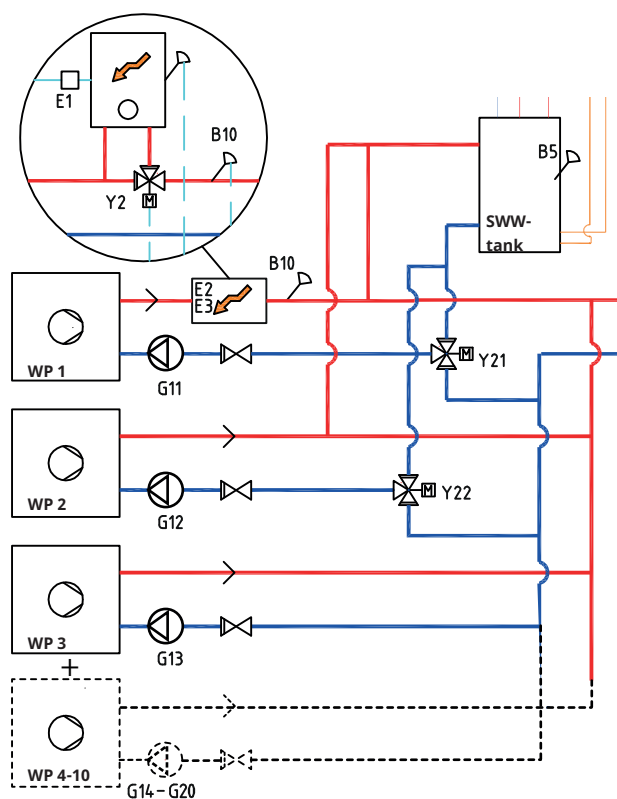 E1
B10
Y2
M
B5
SWW-
tank
B10
E2
E3
WP 1
G11
M
Y21
WP 2
G12
M
Y22
WP 3
G13
+
WP 4-10
G14-G20